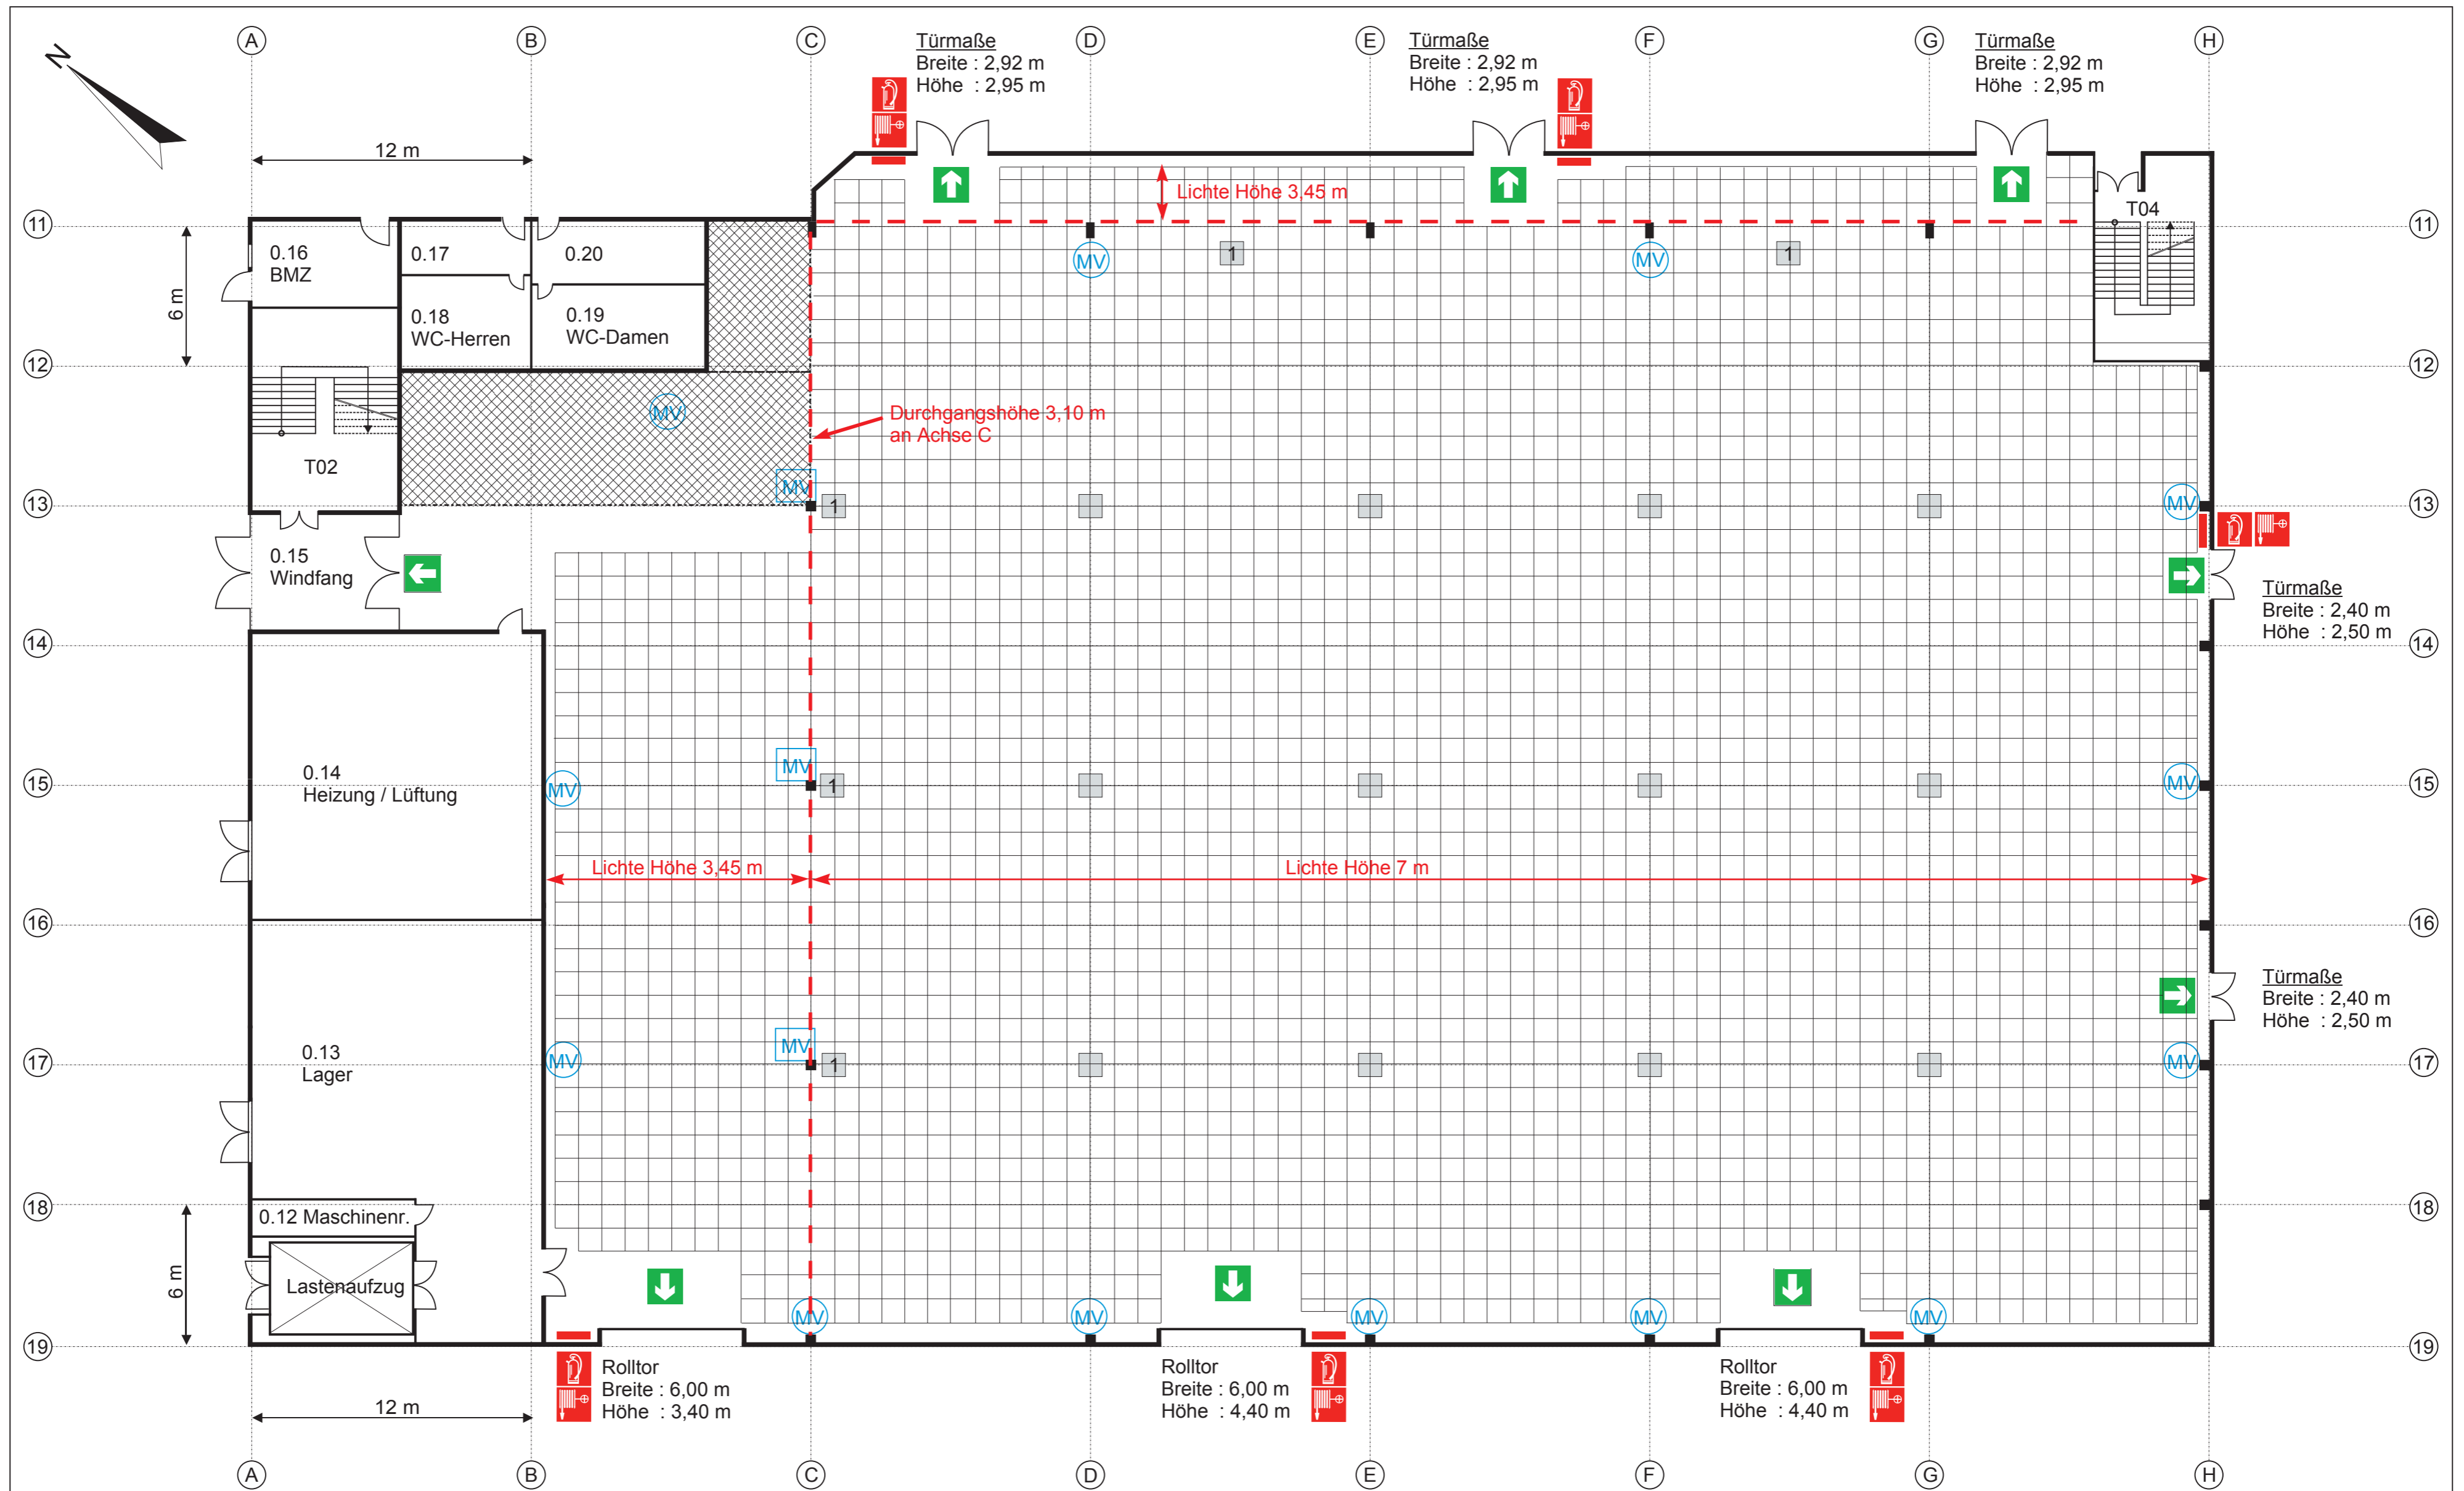 N
A
B
C
D
E
F
G
H
Türmaße
Breite : 2,92 m
Höhe : 2,95 m
Türmaße
Breite : 2,92 m
Höhe : 2,95 m
Türmaße
Breite : 2,92 m
Höhe : 2,95 m
12 m
Lichte Höhe 3,45 m
T04
11
11
6 m
0.16
BMZ
0.17
0.20
MV
1
MV
1
0.18
WC-Herren
0.19
WC-Damen
12
12
MV
Durchgangshöhe 3,10 m
an Achse C
T02
MV
1
MV
13
13
0.15
Windfang
Türmaße
Breite : 2,40 m
Höhe : 2,50 m
14
14
0.14
Heizung / Lüftung
MV
MV
1
MV
15
15
Lichte Höhe 3,45 m
Lichte Höhe 7 m
16
16
Türmaße
Breite : 2,40 m
Höhe : 2,50 m
0.13
Lager
MV
MV
1
MV
17
17
18
18
0.12 Maschinenr.
6 m
Lastenaufzug
MV
MV
MV
MV
MV
19
19
12 m
Rolltor
Breite : 6,00 m
Höhe : 3,40 m
Rolltor
Breite : 6,00 m
Höhe : 4,40 m
Rolltor
Breite : 6,00 m
Höhe : 4,40 m
A
B
C
D
E
F
G
H